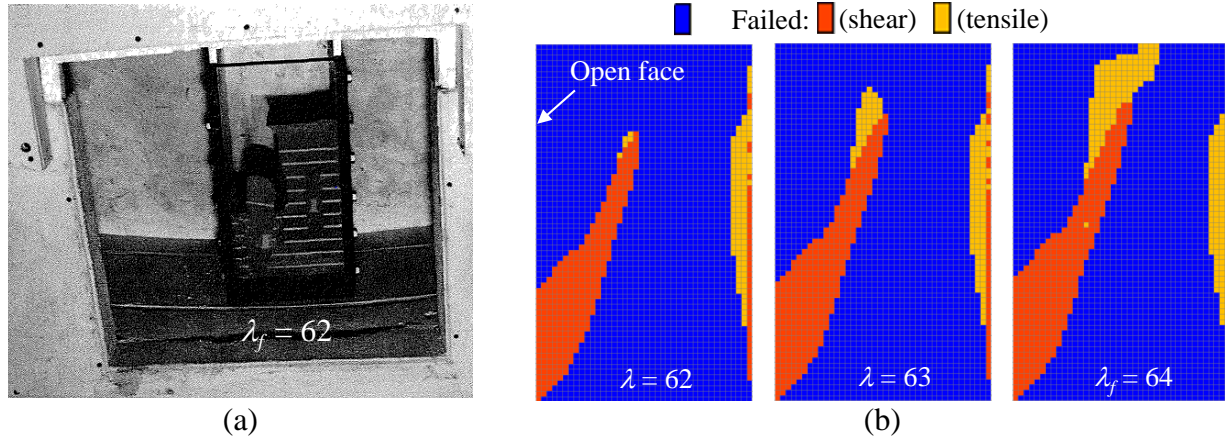 Failed: (shear) (tensile)
Open face
λf = 62
λ = 62
λ = 63
λf = 64
(a)
(b)